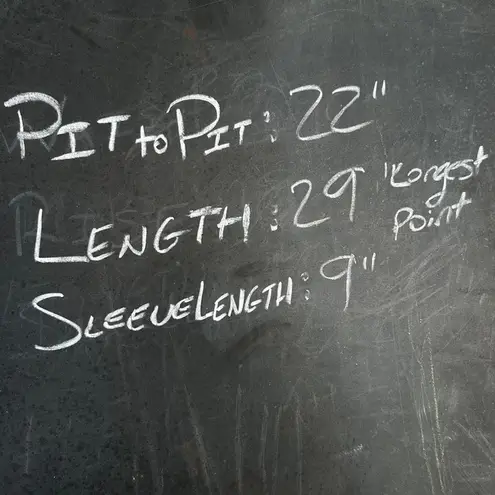 PIT to PIT: 22"
LENGTH: 29" Longest Point
SLEEVE LENGTH: 9"